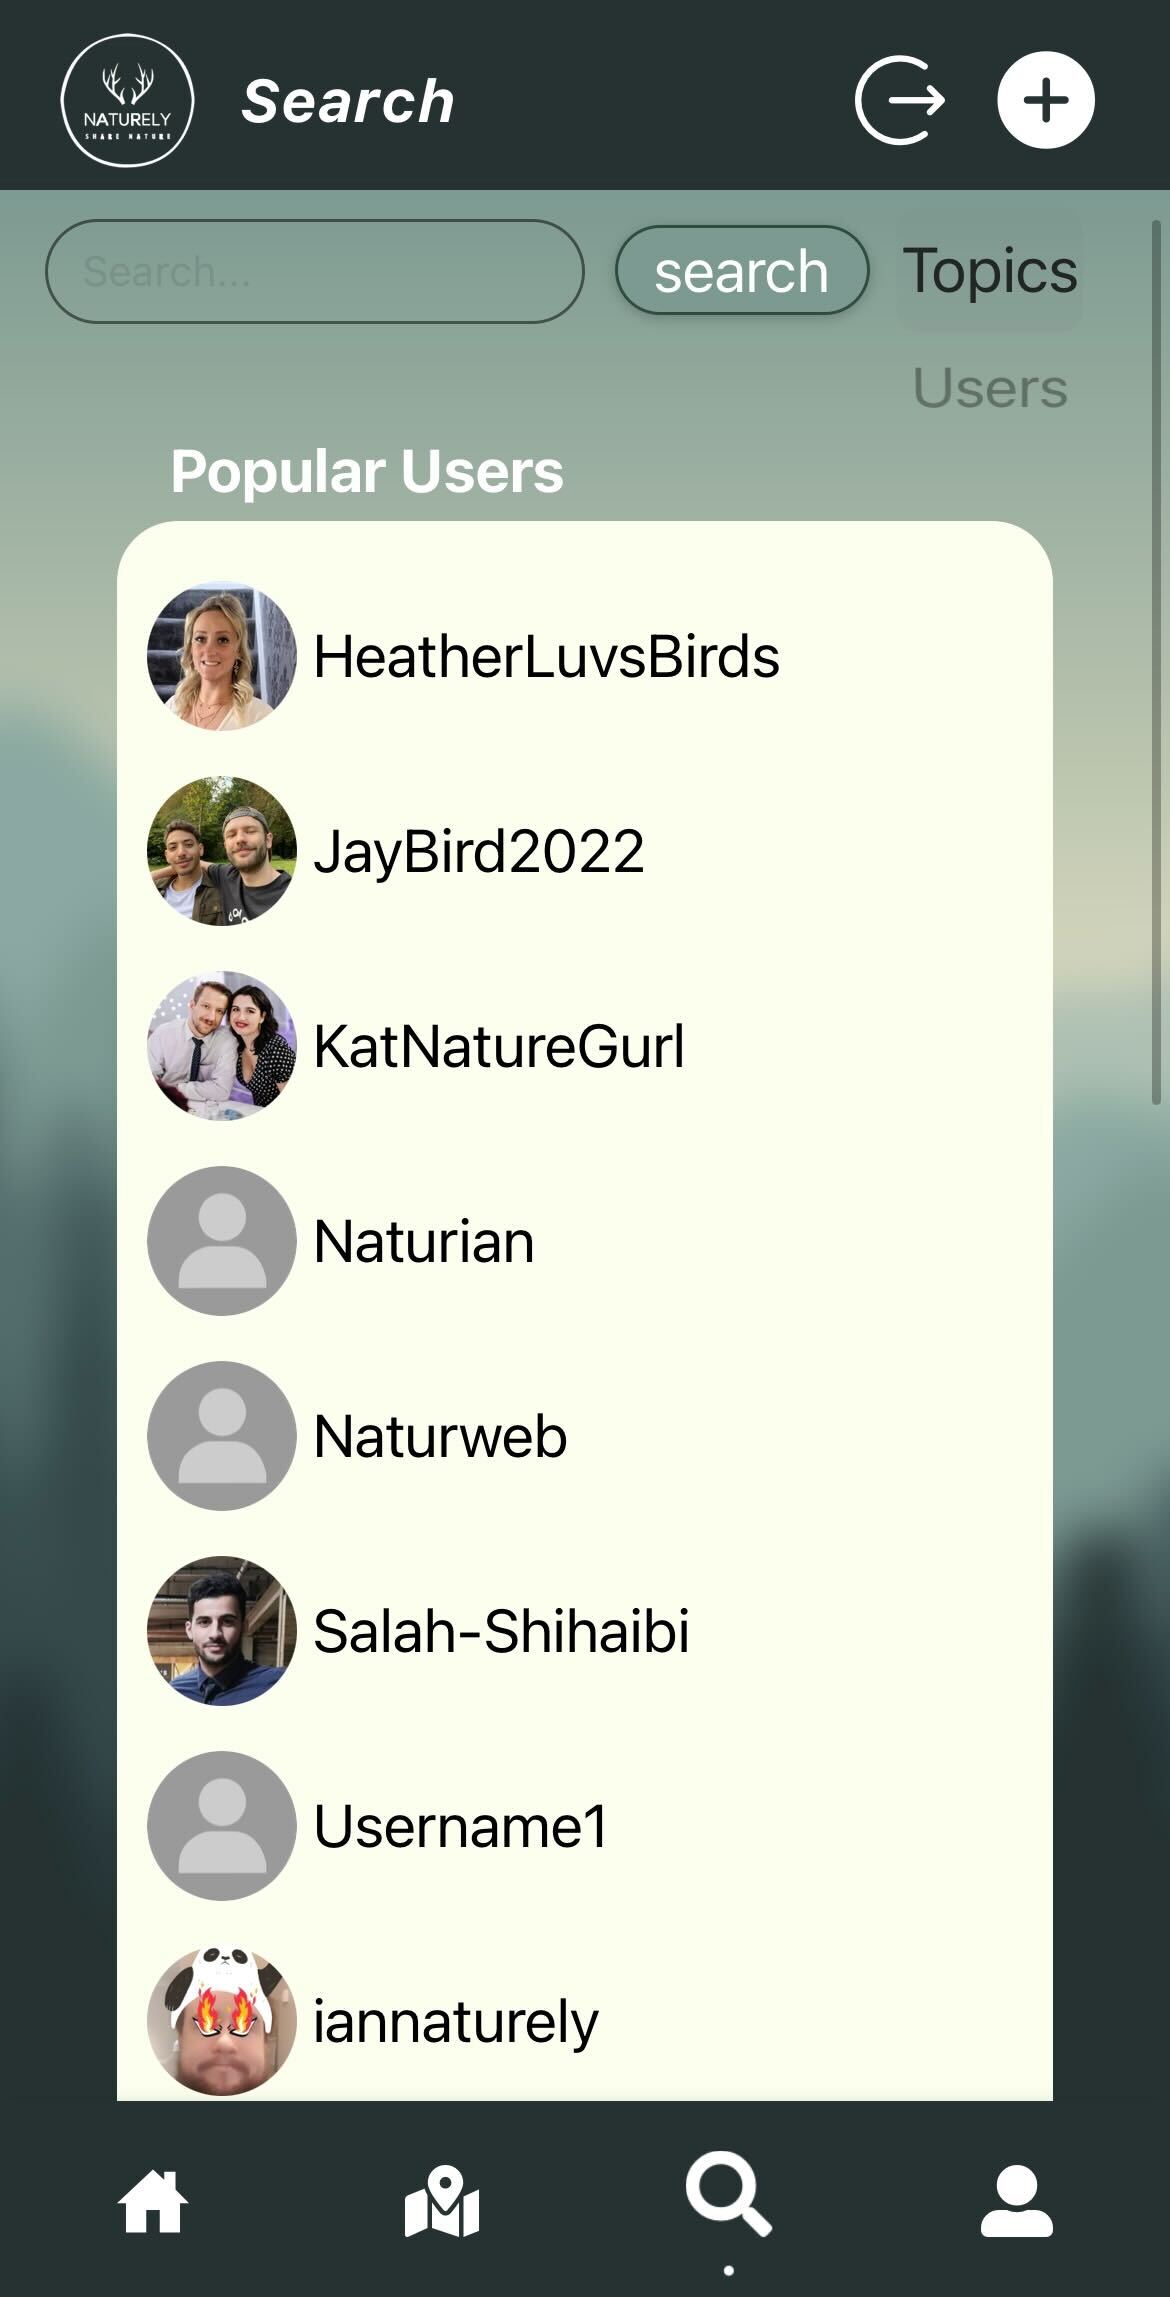 NATURELY
SHARE NATURE
Search
Search...
search
Topics
Users
Popular Users
HeatherLuvsBirds
JayBird2022
KatNatureGurl
Naturian
Naturweb
Salah-Shihaibi
Username1
iannaturely